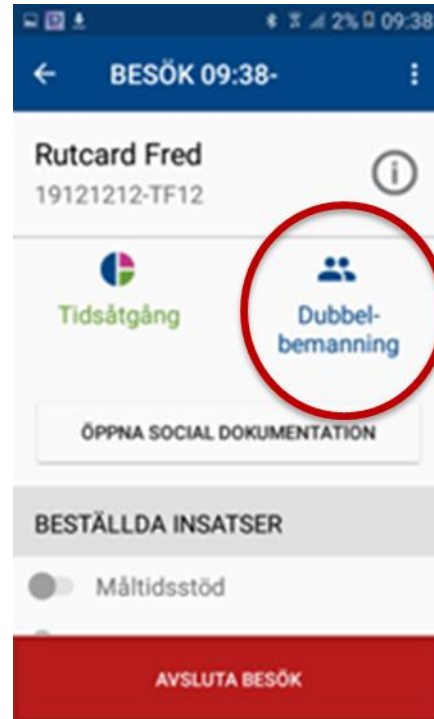 2% 09:38
BESÖK 09:38-
Rutcard Fred
19121212-TF12
Tidsåtgång
Dubbel-
bemanning
ÖPPNA SOCIAL DOKUMENTATION
BESTÄLLDA INSATSER
Måltidsstöd
AVSLUTA BESÖK